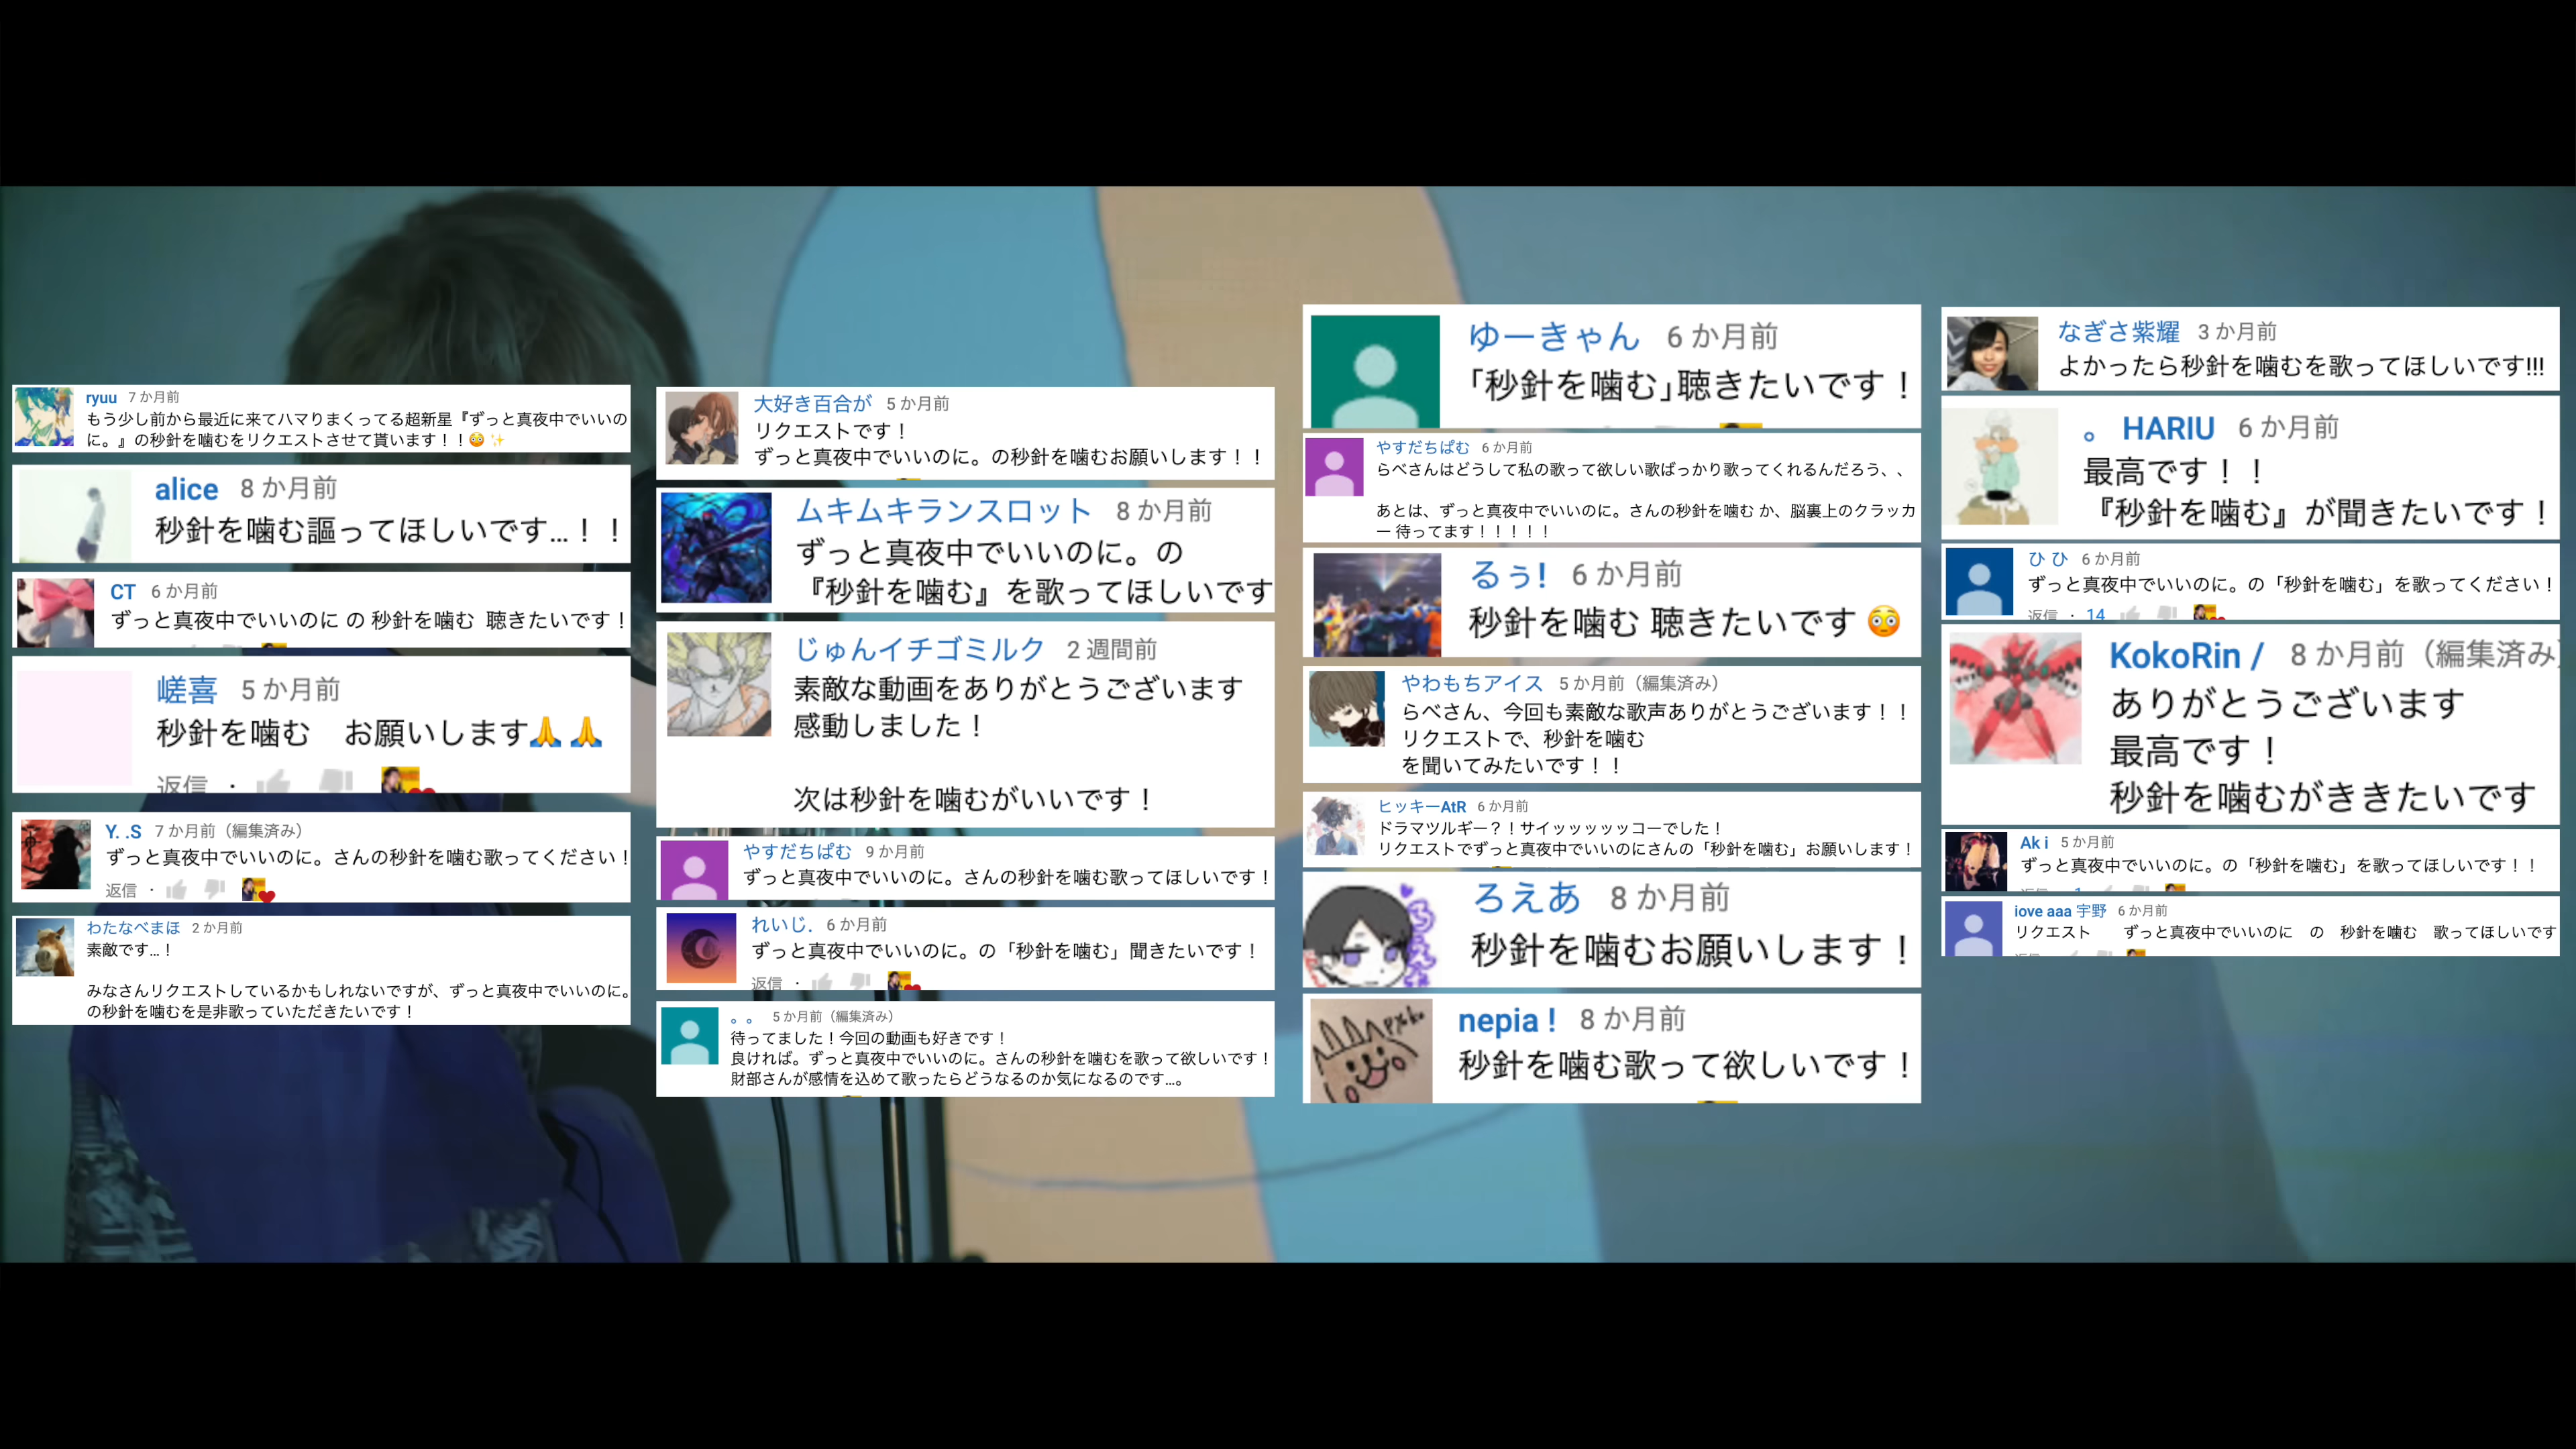 ryuu 7 か月前
もう少し前から最近に来てハマりまくってる超新星『ずっと真夜中でいいの
に。』の秒針を噛むをリクエストさせて貰います！！😳✨
alice 8 か月前
秒針を噛む謳ってほしいです...！！
CT 6 か月前
ずっと真夜中でいいのに の 秒針を噛む 聴きたいです！
嵯喜 5 か月前
秒針を噛む　お願いします🙏🙏
返信 ・
Y. .S 7 か月前（編集済み）
ずっと真夜中でいいのに。さんの秒針を噛む歌ってください！
返信 ・
わたなべまほ 2 か月前
素敵です...！
みなさんリクエストしているかもしれないですが、ずっと真夜中でいいのに。
の秒針を噛むを是非歌っていただきたいです！
大好き百合が 5 か月前
リクエストです！
ずっと真夜中でいいのに。の秒針を噛むお願いします！！
ムキムキランスロット 8 か月前
ずっと真夜中でいいのに。の
『秒針を噛む』を歌ってほしいです
じゅんイチゴミルク 2 週間前
素敵な動画をありがとうございます
感動しました！
次は秒針を噛むがいいです！
やすだちぱむ 9 か月前
ずっと真夜中でいいのに。さんの秒針を噛む歌ってほしいです！
れいじ. 6 か月前
ずっと真夜中でいいのに。の「秒針を噛む」聞きたいです！
返信 ・
。。 5 か月前（編集済み）
待ってました！今回の動画も好きです！
良ければ。ずっと真夜中でいいのに。さんの秒針を噛むを歌って欲しいです！
財部さんが感情を込めて歌ったらどうなるのか気になるのです...。
ゆーきゃん 6 か月前
「秒針を噛む」聴きたいです！
やすだちぱむ 6 か月前
らべさんはどうして私の歌って欲しい歌ばっかり歌ってくれるんだろう、、
あとは、ずっと真夜中でいいのに。さんの秒針を噛む か、脳裏上のクラッカ
ー 待ってます！！！！！
るぅ! 6 か月前
秒針を噛む 聴きたいです😳
やわもちアイス 5 か月前（編集済み）
らべさん、今回も素敵な歌声ありがとうございます！！
リクエストで、秒針を噛む
を聞いてみたいです！！
ヒッキーAtR 6 か月前
ドラマツルギー？！サイッッッッッコーでした！
リクエストでずっと真夜中でいいのにさんの「秒針を噛む」お願いします！
ろえあ 8 か月前
秒針を噛むお願いします！
nepia ! 8 か月前
秒針を噛む歌って欲しいです！
なぎさ紫耀 3 か月前
よかったら秒針を噛むを歌ってほしいです!!!
。 HARIU 6 か月前
最高です！！
『秒針を噛む』が聞きたいです！
ひ ひ 6 か月前
ずっと真夜中でいいのに。の「秒針を噛む」を歌ってください！
返信 ・ 14
KokoRin / 8 か月前（編集済み）
ありがとうございます
最高です！
秒針を噛むがききたいです
Ak i 5 か月前
ずっと真夜中でいいのに。の「秒針を噛む」を歌ってほしいです！！
iove aaa 宇野 6 か月前
リクエスト　　ずっと真夜中でいいのに　の　秒針を噛む　歌ってほしいです